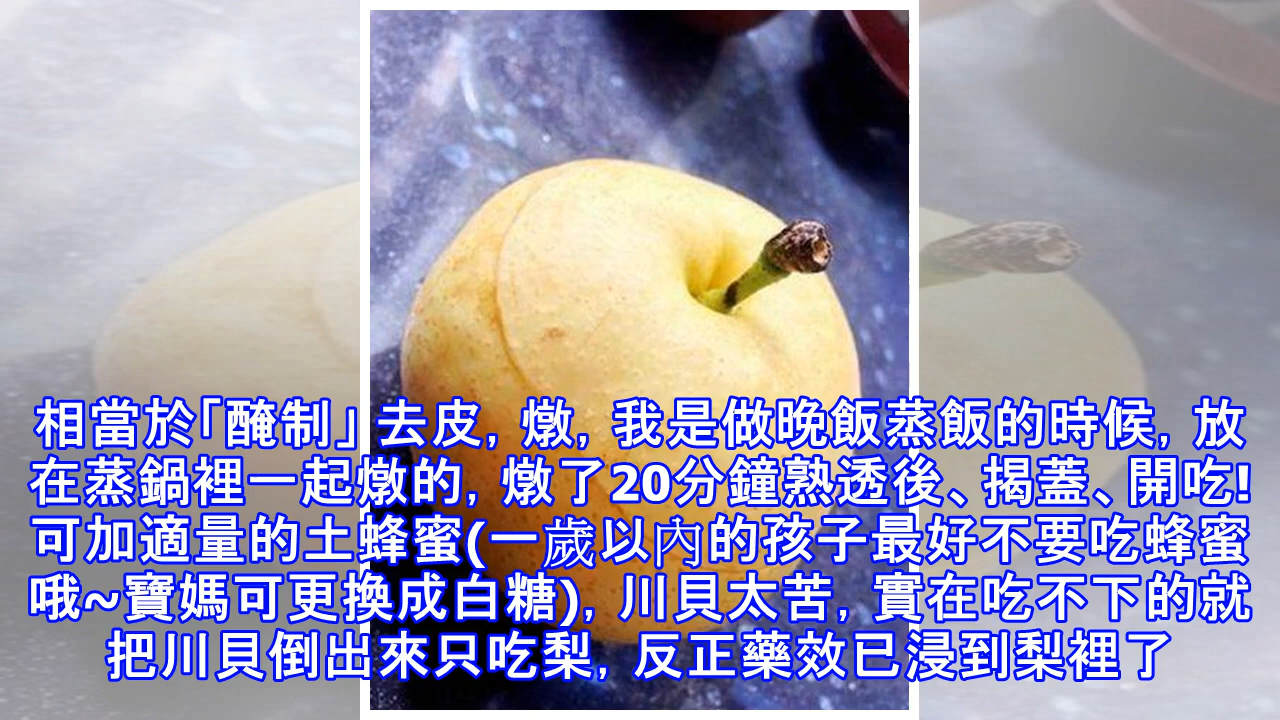 相當於「醃制」去皮, 燉, 我是做晚飯蒸飯的時候, 放
在蒸鍋裡一起燉的, 燉了20分鐘熟透後、揭蓋、開吃!
可加適量的土蜂蜜(一歲以內的孩子最好不要吃蜂蜜
哦~寶媽可更換成白糖), 川貝太苦, 實在吃不下的就
把川貝倒出來只吃梨, 反正藥效已浸到梨裡了